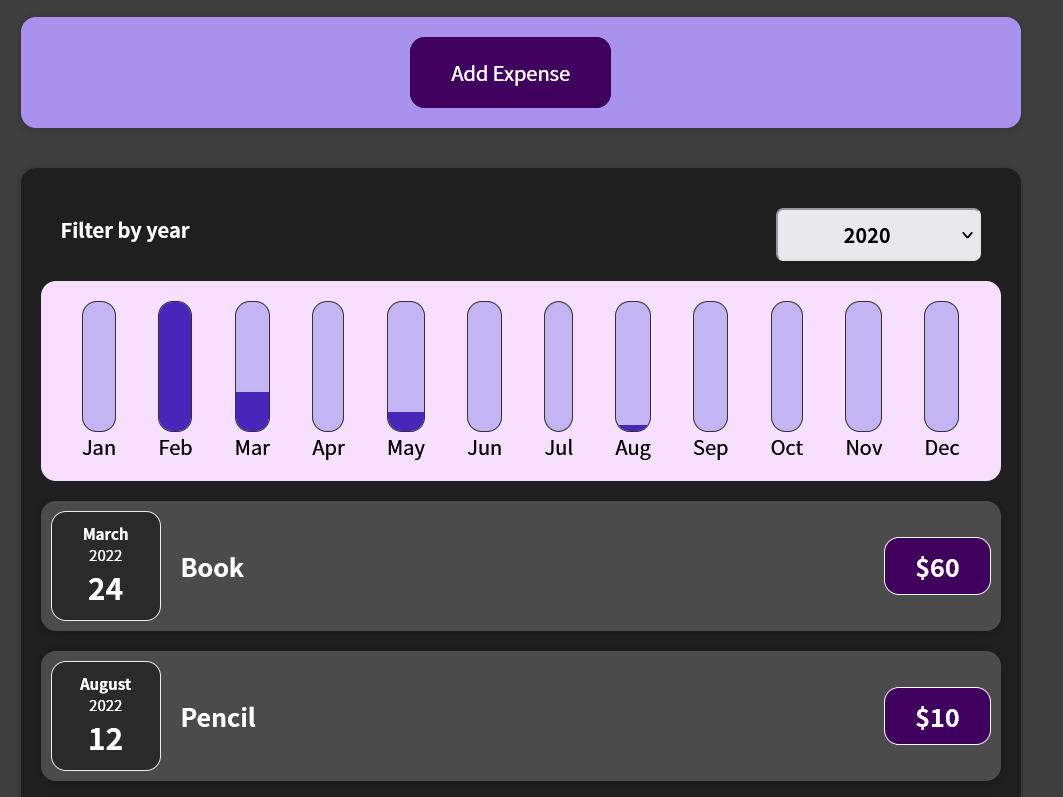 Add Expense
Filter by year
2020
Jan Feb Mar Apr May Jun Jul Aug Sep Oct Nov Dec
March
2022
24
Book
$60
August
2022
12
Pencil
$10